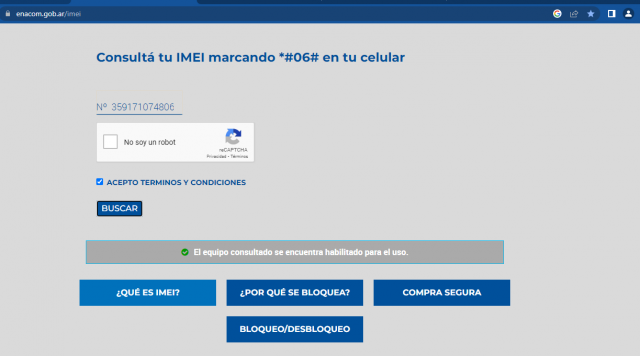 enacom.gob.ar/imei
Consultá tu IMEI marcando *#06# en tu celular
Nº 359171074806
No soy un robot
reCAPTCHA
Privacidad - Términos
ACEPTO TERMINOS Y CONDICIONES
BUSCAR
El equipo consultado se encuentra habilitado para el uso.
¿QUÉ ES IMEI? ¿POR QUÉ SE BLOQUEA? COMPRA SEGURA
BLOQUEO/DESBLOQUEO